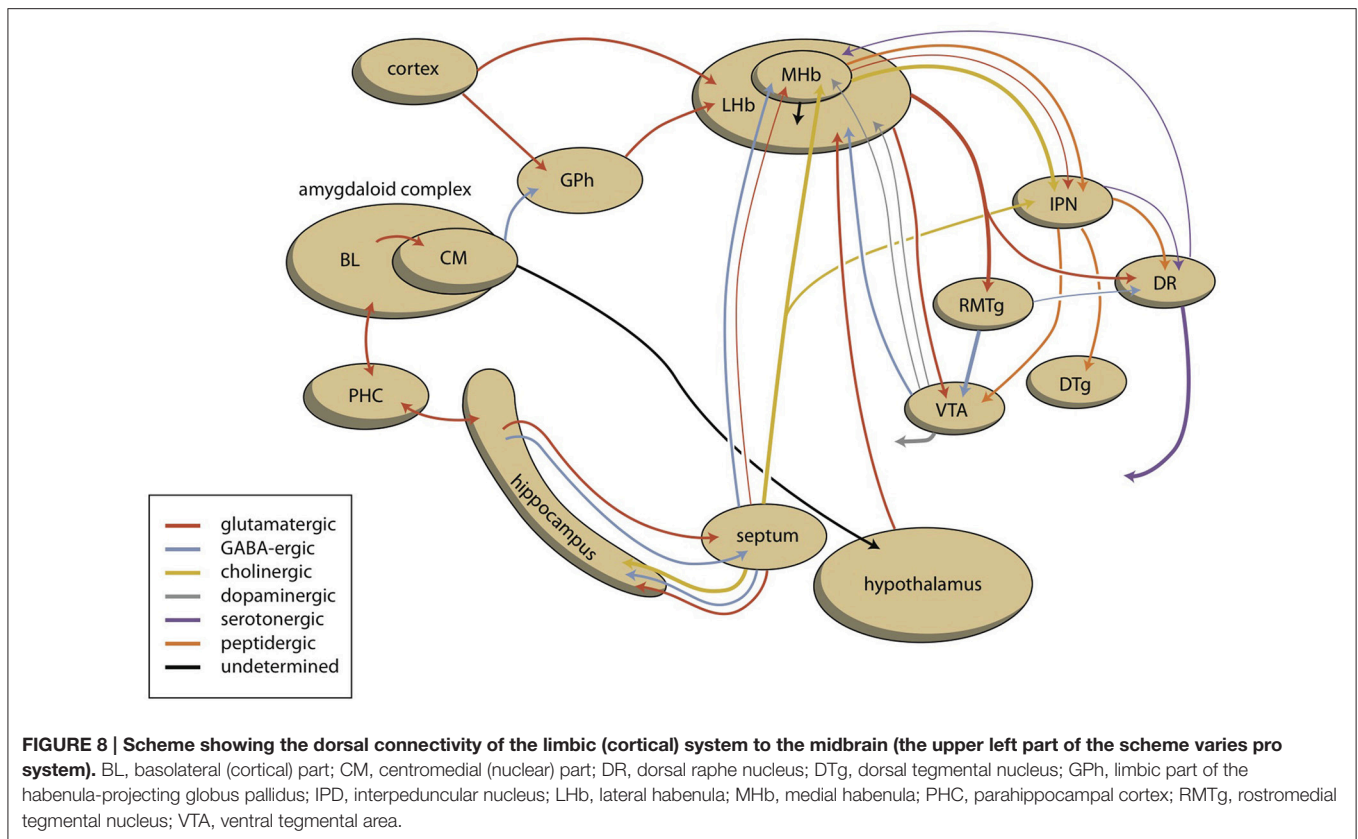 cortex
MHb
LHb
GPh
amygdaloid complex
BL
CM
IPN
DR
RMTg
DTg
VTA
PHC
hippocampus
septum
hypothalamus
glutamatergic
GABA-ergic
cholinergic
dopaminergic
serotonergic
peptidergic
undetermined
FIGURE 8 | Scheme showing the dorsal connectivity of the limbic (cortical) system to the midbrain (the upper left part of the scheme varies pro
system). BL, basolateral (cortical) part; CM, centromedial (nuclear) part; DR, dorsal raphe nucleus; DTg, dorsal tegmental nucleus; GPh, limbic part of the
habenula-projecting globus pallidus; IPD, interpeduncular nucleus; LHb, lateral habenula; MHb, medial habenula; PHC, parahippocampal cortex; RMTg, rostromedial
tegmental nucleus; VTA, ventral tegmental area.